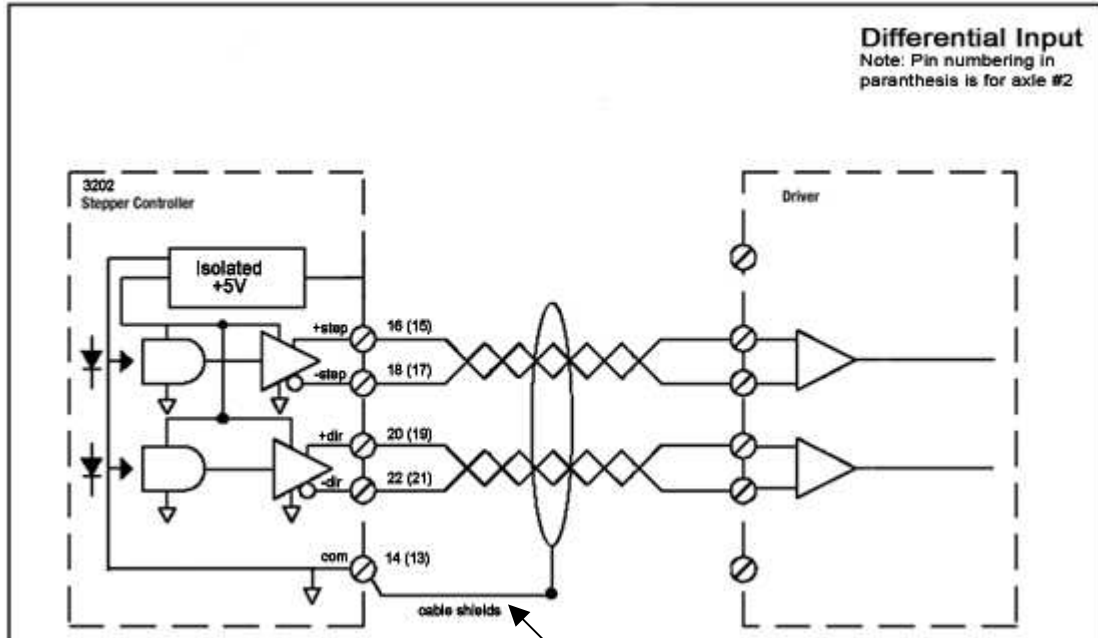 Differential Input
Note: Pin numbering in
paranthesis is for axle #2
3202
Stepper Controller
Driver
Isolated
+5V
+step
16 (15)
-step
18 (17)
+dir
20 (19)
-dir
22 (21)
com
14 (13)
cable shields